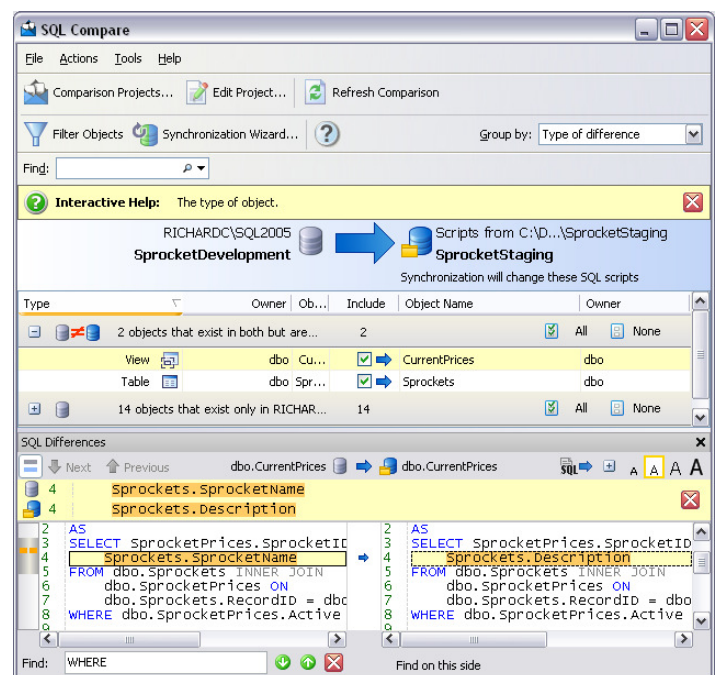 SQL Compare
File Actions Tools Help
Comparison Projects... Edit Project... Refresh Comparison
Filter Objects Synchronization Wizard... ? Group by: Type of difference
Find:
? Interactive Help: The type of object.
RICHARDC\SQL2005 Scripts from C:\D...\SprocketStaging
SprocketDevelopment SprocketStaging
Synchronization will change these SQL scripts
Type Owner Ob... Include Object Name Owner
2 objects that exist in both but are... 2 All None
View dbo Cu... CurrentPrices dbo
Table dbo Spr... Sprockets dbo
14 objects that exist only in RICHAR... 14 All None
SQL Differences
Next Previous dbo.CurrentPrices dbo.CurrentPrices SQL A A A A
4 Sprockets.SprocketName
4 Sprockets.Description
2 AS 2 AS
3 SELECT SprocketPrices.SprocketID 3 SELECT SprocketPrices.SprocketID
4 Sprockets.SprocketName 4 Sprockets.Description
5 FROM dbo.Sprockets INNER JOIN 5 FROM dbo.Sprockets INNER JOIN
6 dbo.SprocketPrices ON 6 dbo.SprocketPrices ON
7 dbo.Sprockets.RecordID = dbo 7 dbo.Sprockets.RecordID = dbo
8 WHERE dbo.SprocketPrices.Active 8 WHERE dbo.SprocketPrices.Active
9 9
Find: WHERE Find on this side